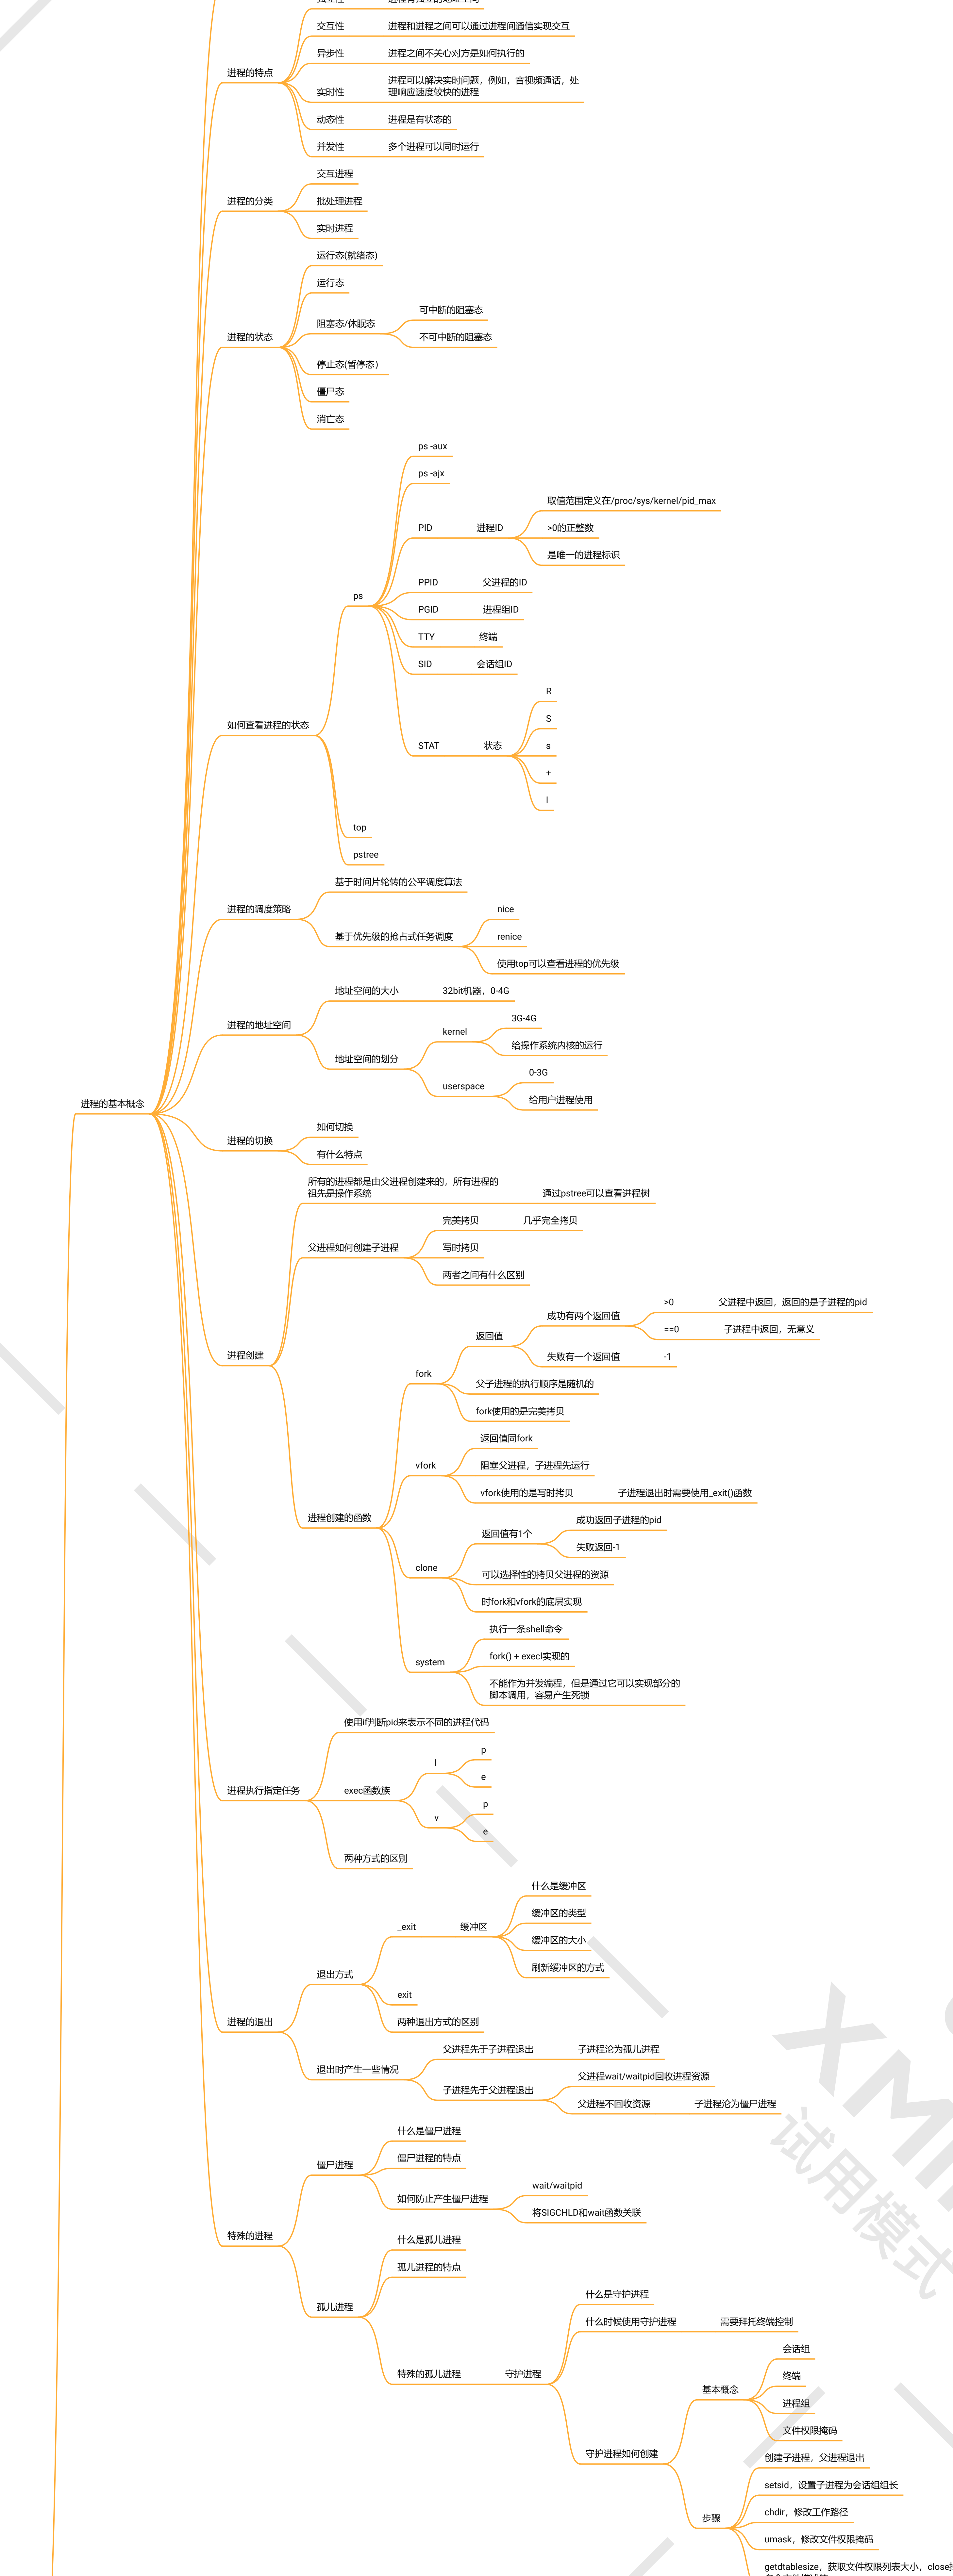 交互性 进程和进程之间可以通过进程间通信实现交互
异步性 进程之间不关心对方是如何执行的
进程的特点
实时性 进程可以解决实时问题，例如，音视频通话，处
理响应速度较快的进程
动态性 进程是有状态的
并发性 多个进程可以同时运行
进程的分类
交互进程
批处理进程
实时进程
进程的状态
运行态(就绪态)
运行态
阻塞态/休眠态
可中断的阻塞态
不可中断的阻塞态
停止态(暂停态）
僵尸态
消亡态
如何查看进程的状态
ps
ps -aux
ps -ajx
PID 进程ID
取值范围定义在/proc/sys/kernel/pid_max
>0的正整数
是唯一的进程标识
PPID 父进程的ID
PGID 进程组ID
TTY 终端
SID 会话组ID
STAT 状态
R
S
s
+
l
top
pstree
进程的调度策略
基于时间片轮转的公平调度算法
基于优先级的抢占式任务调度
nice
renice
使用top可以查看进程的优先级
进程的地址空间
地址空间的大小 32bit机器，0-4G
地址空间的划分
kernel
3G-4G
给操作系统内核的运行
userspace
0-3G
给用户进程使用
进程的基本概念
进程的切换
如何切换
有什么特点
进程创建
所有的进程都是由父进程创建来的，所有进程的
祖先是操作系统 通过pstree可以查看进程树
父进程如何创建子进程
完美拷贝 几乎完全拷贝
写时拷贝
两者之间有什么区别
进程创建的函数
fork
返回值
成功有两个返回值
>0 父进程中返回，返回的是子进程的pid
==0 子进程中返回，无意义
失败有一个返回值 -1
父子进程的执行顺序是随机的
fork使用的是完美拷贝
vfork
返回值同fork
阻塞父进程，子进程先运行
vfork使用的是写时拷贝 子进程退出时需要使用_exit()函数
clone
返回值有1个
成功返回子进程的pid
失败返回-1
可以选择性的拷贝父进程的资源
时fork和vfork的底层实现
system
执行一条shell命令
fork() + execl实现的
不能作为并发编程，但是通过它可以实现部分的
脚本调用，容易产生死锁
进程执行指定任务
使用if判断pid来表示不同的进程代码
exec函数族
l
p
e
v
p
e
两种方式的区别
进程的退出
退出方式
_exit 缓冲区
什么是缓冲区
缓冲区的类型
缓冲区的大小
刷新缓冲区的方式
exit
两种退出方式的区别
退出时产生一些情况
父进程先于子进程退出 子进程沦为孤儿进程
子进程先于父进程退出
父进程wait/waitpid回收进程资源
父进程不回收资源 子进程沦为僵尸进程
特殊的进程
僵尸进程
什么是僵尸进程
僵尸进程的特点
如何防止产生僵尸进程
wait/waitpid
将SIGCHLD和wait函数关联
孤儿进程
什么是孤儿进程
孤儿进程的特点
特殊的孤儿进程 守护进程
什么是守护进程
什么时候使用守护进程 需要拜托终端控制
守护进程如何创建
基本概念
会话组
终端
进程组
文件权限掩码
步骤
创建子进程，父进程退出
setsid，设置子进程为会话组组长
chdir，修改工作路径
umask，修改文件权限掩码
getdtablesize，获取文件权限列表大小，close
试用模式